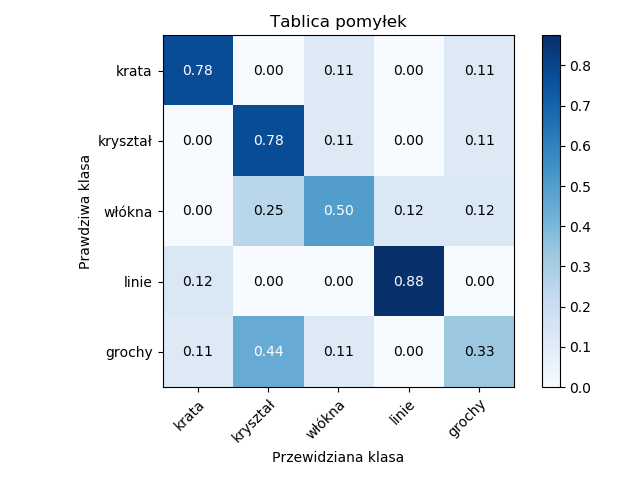 Tablica pomyłek
krata 0.78 0.00 0.11 0.00 0.11
kryształ 0.00 0.78 0.11 0.00 0.11
włókna 0.00 0.25 0.50 0.12 0.12
linie 0.12 0.00 0.00 0.88 0.00
grochy 0.11 0.44 0.11 0.00 0.33
krata kryształ włókna linie grochy
Prawdziwa klasa
Przewidziana klasa
0.8
0.7
0.6
0.5
0.4
0.3
0.2
0.1
0.0